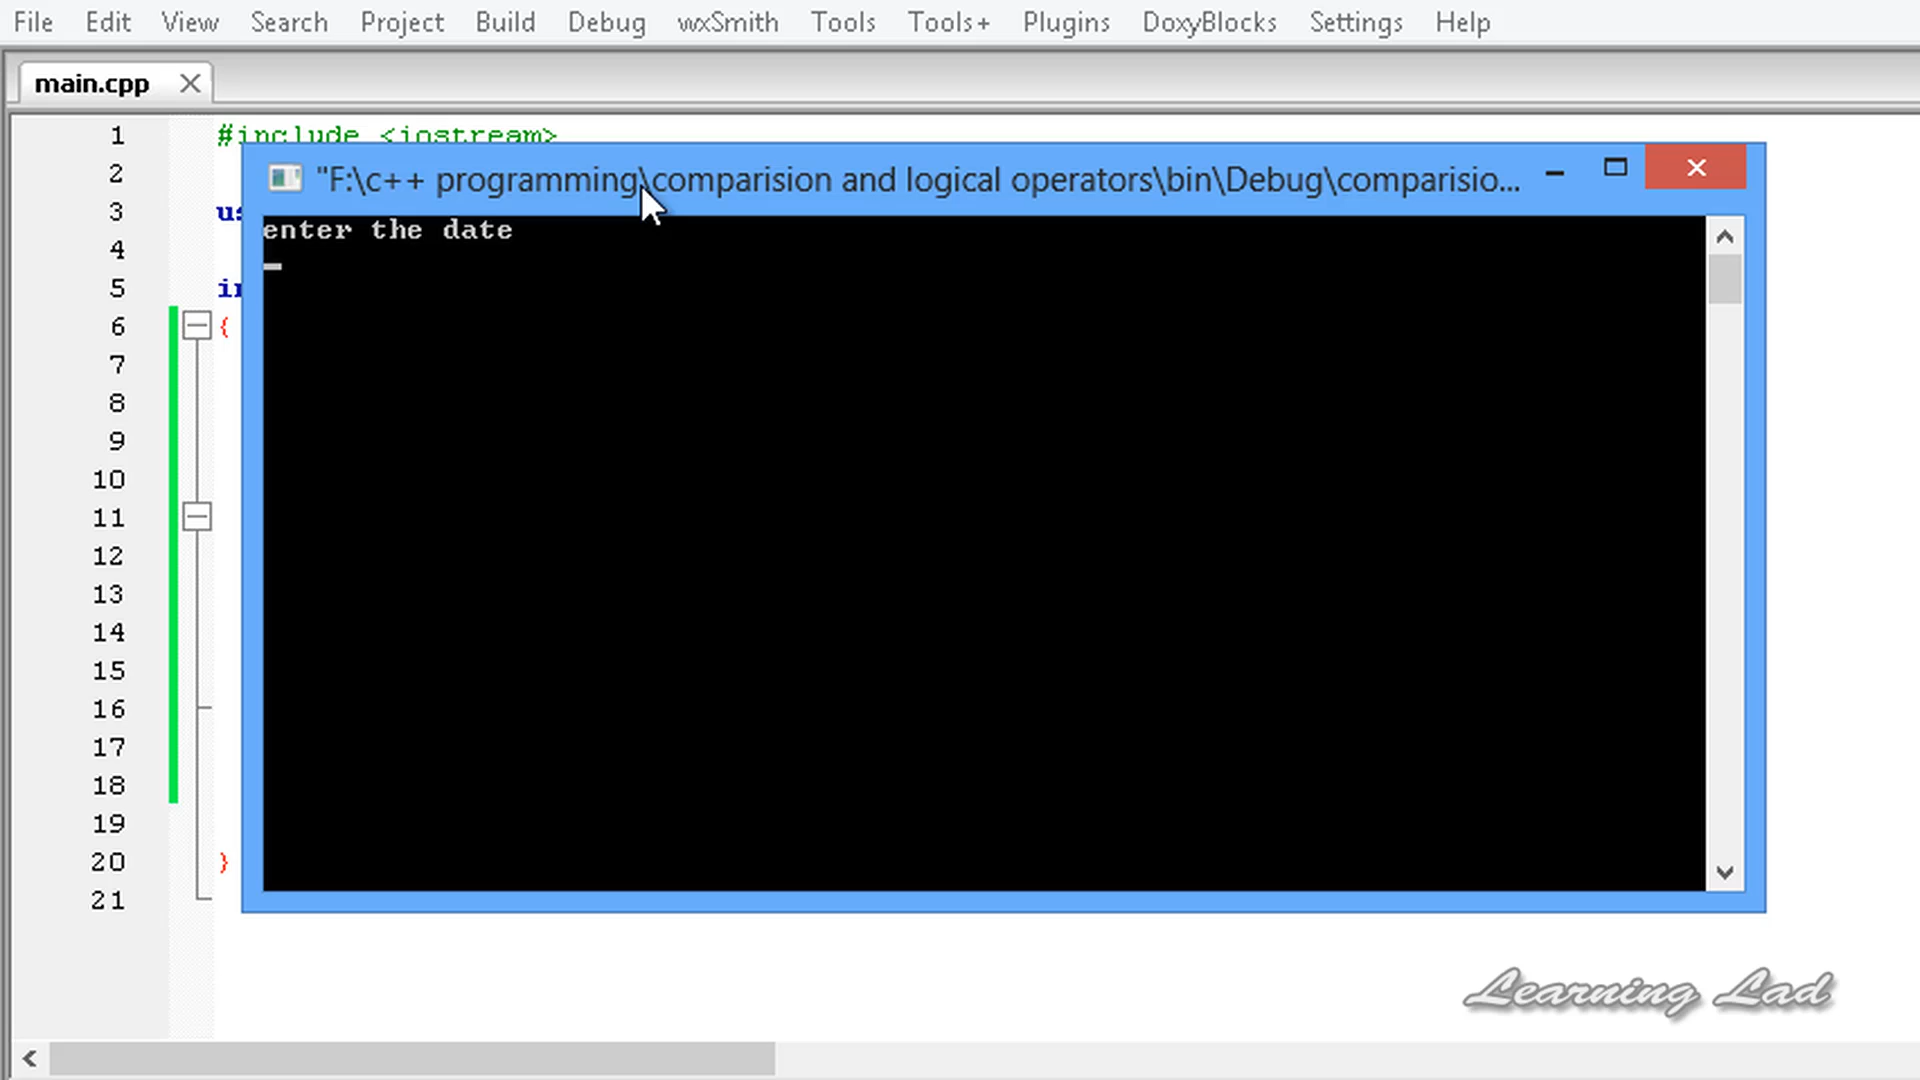 File Edit View Search Project Build Debug wxSmith Tools Tools+ Plugins DoxyBlocks Settings Help
main.cpp
1 #include <iostream>
"F:\c++ programming\comparision and logical operators\bin\Debug\comparisio...
2
3 us
enter the date
4
5 in
6 {
7
8
9
10
11
12
13
14
15
16
17
18
19
20 }
21
Learning Lad